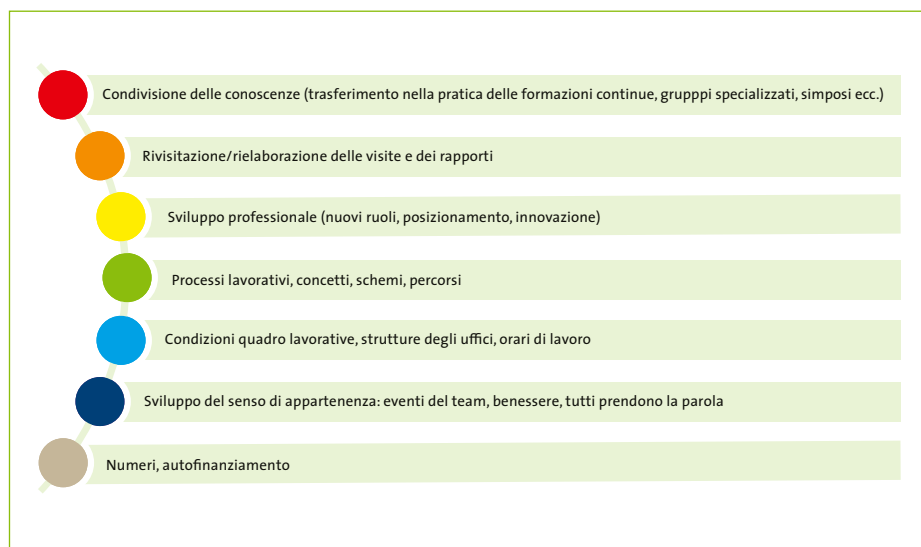 Condivisione delle conoscenze (trasferimento nella pratica delle formazioni continue, grupppi specializzati, simposi ecc.)
Rivisitazione/rielaborazione delle visite e dei rapporti
Sviluppo professionale (nuovi ruoli, posizionamento, innovazione)
Processi lavorativi, concetti, schemi, percorsi
Condizioni quadro lavorative, strutture degli uffici, orari di lavoro
Sviluppo del senso di appartenenza: eventi del team, benessere, tutti prendono la parola
Numeri, autofinanziamento